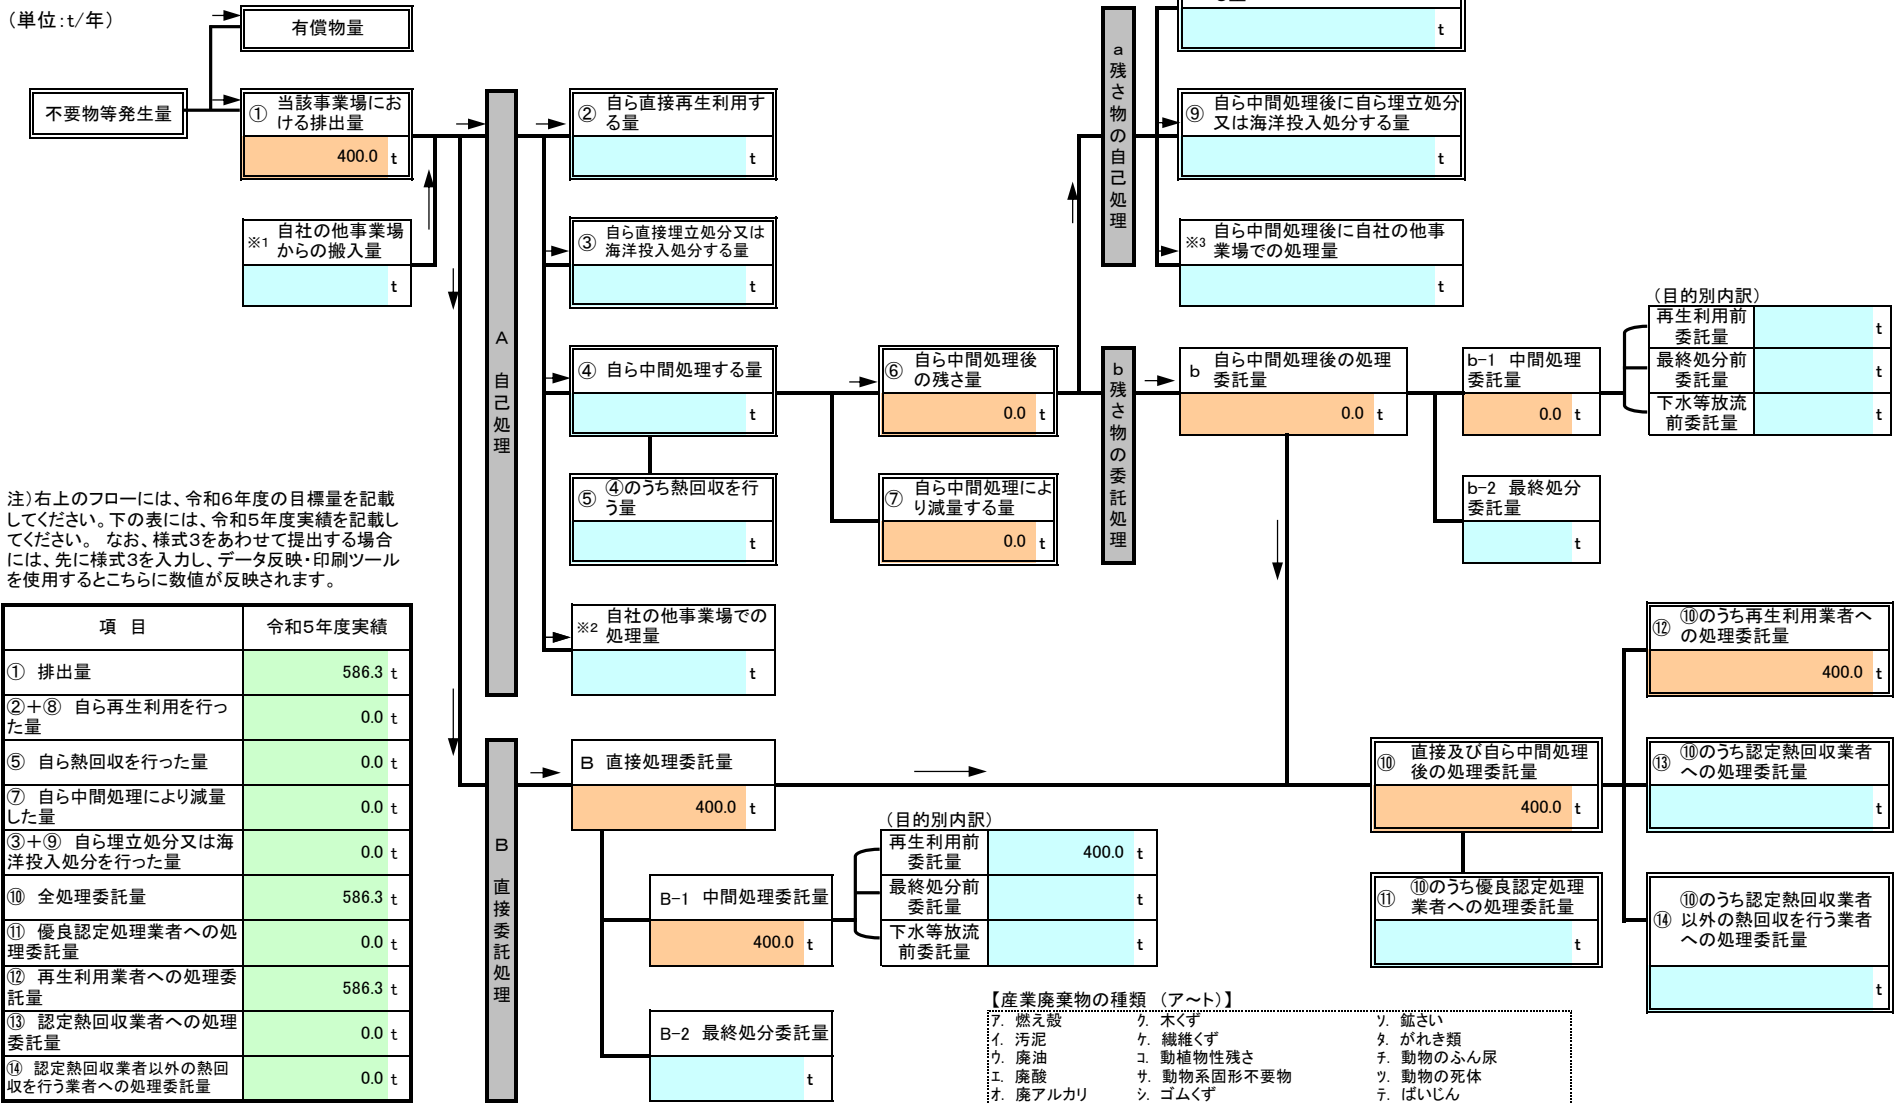 （単位：t/年）
有償物量
不要物等発生量
① 当該事業場にお
ける排出量
400.0 t
※1 自社の他事業場
からの搬入量
t
A 自己処理
② 自ら直接再生利用す
る量
t
③ 自ら直接埋立処分又は
海洋投入処分する量
t
④ 自ら中間処理する量
t
⑤ ④のうち熱回収を行
う量
t
※2 自社の他事業場での
処理量
t
⑥ 自ら中間処理後
の残さ量
0.0 t
⑦ 自ら中間処理によ
り減量する量
0.0 t
a 残さ物の自己処理
t
⑨ 自ら中間処理後に自ら埋立処分
又は海洋投入処分する量
t
※3 自ら中間処理後に自社の他事
業場での処理量
t
b 残さ物の委託処理
b 自ら中間処理後の処理
委託量
0.0 t
b-1 中間処理
委託量
0.0 t
（目的別内訳）
再生利用前
委託量
t
最終処分前
委託量
t
下水等放流
前委託量
t
b-2 最終処分
委託量
t
注）右上のフローには、令和６年度の目標量を記載
してください。下の表には、令和５年度実績を記載し
てください。 なお、様式３をあわせて提出する場合
には、先に様式３を入力し、データ反映・印刷ツール
を使用するとこちらに数値が反映されます。
項 目 令和５年度実績
① 排出量 586.3 t
②＋⑧ 自ら再生利用を行っ
た量 0.0 t
⑤ 自ら熱回収を行った量 0.0 t
⑦ 自ら中間処理により減量
した量 0.0 t
③＋⑨ 自ら埋立処分又は海
洋投入処分を行った量 0.0 t
⑩ 全処理委託量 586.3 t
⑪ 優良認定処理業者への処
理委託量 0.0 t
⑫ 再生利用業者への処理委
託量 586.3 t
⑬ 認定熱回収業者への処理
委託量 0.0 t
⑭ 認定熱回収業者以外の熱回
収を行う業者への処理委託量 0.0 t
B 直接委託処理
B 直接処理委託量
400.0 t
B-1 中間処理委託量
400.0 t
（目的別内訳）
再生利用前
委託量
400.0 t
最終処分前
委託量
t
下水等放流
前委託量
t
B-2 最終処分委託量
t
⑩ 直接及び自ら中間処理
後の処理委託量
400.0 t
⑪ ⑩のうち優良認定処理
業者への処理委託量
t
⑫ ⑩のうち再生利用業者へ
の処理委託量
400.0 t
⑬ ⑩のうち認定熱回収業者
への処理委託量
t
⑭ ⑩のうち認定熱回収業者
以外の熱回収を行う業者
への処理委託量
t
【産業廃棄物の種類 （ア～ト）】
ア. 燃え殻 ク. 木くず ソ. 鉱さい
イ. 汚泥 ケ. 繊維くず タ. がれき類
ウ. 廃油 コ. 動植物性残さ チ. 動物のふん尿
エ. 廃酸 サ. 動物系固形不要物 ツ. 動物の死体
オ. 廃アルカリ シ. ゴムくず テ. ばいじん